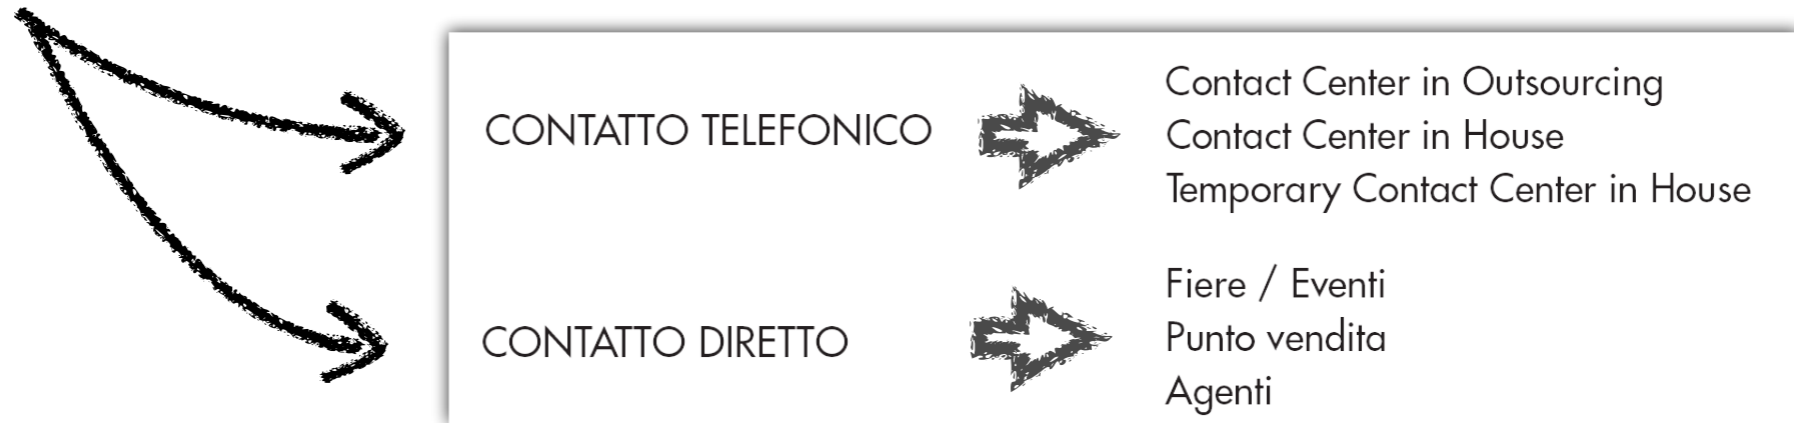 CONTATTO TELEFONICO
Contact Center in Outsourcing
Contact Center in House
Temporary Contact Center in House
CONTATTO DIRETTO
Fiere / Eventi
Punto vendita
Agenti